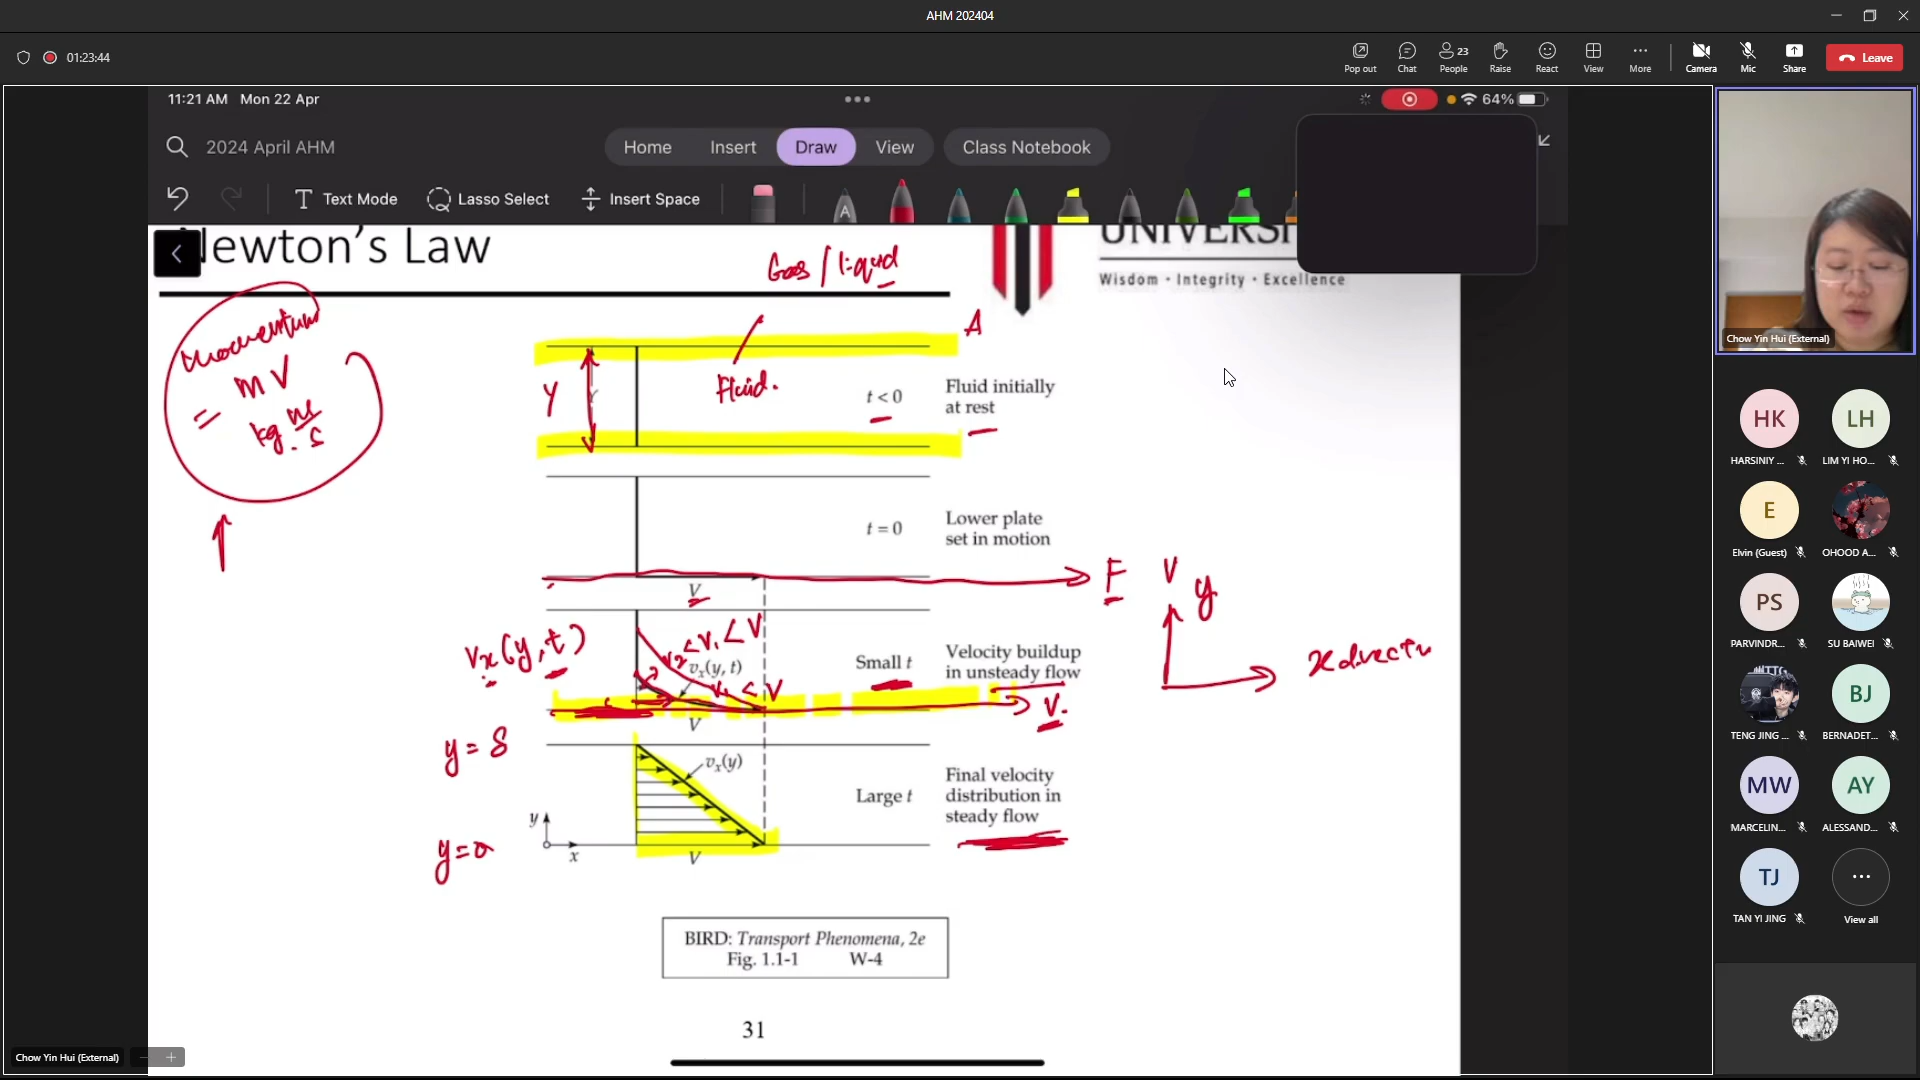 AHM 202404
01:23:44
Pop out
Chat
23
People
Raise
React
View
More
Camera
Mic
Share
Leave
11:21 AM Mon 22 Apr
64%
2024 April AHM
Home
Insert
Draw
View
Class Notebook
Text Mode
Lasso Select
Insert Space
A
Newton's Law
Gas / liquid
Wisdom · Integrity · Excellence
momentum
= mV
kg . m/s
A
Y
Fluid.
t < 0
Fluid initially
at rest
t = 0
Lower plate
set in motion
V
F
V
y
x directn
vx(y,t)
v2 < V1 < V
vx(y, t)
V1 < V
Small t
Velocity buildup
in unsteady flow
V
V.
y = δ
vx(y)
Large t
Final velocity
distribution in
steady flow
y
x
V
y=0
BIRD: Transport Phenomena, 2e
Fig. 1.1-1 W-4
31
Chow Yin Hui (External)
Chow Yin Hui (External)
HK
LH
HARSINIY ...
LIM YI HO...
E
Elvin (Guest)
OHOOD A...
PS
PARVINDR...
SU BAIWEI
TENG JING ...
BJ
BERNADET...
MW
MARCELIN...
AY
ALESSAND...
TJ
TAN YI JING
View all